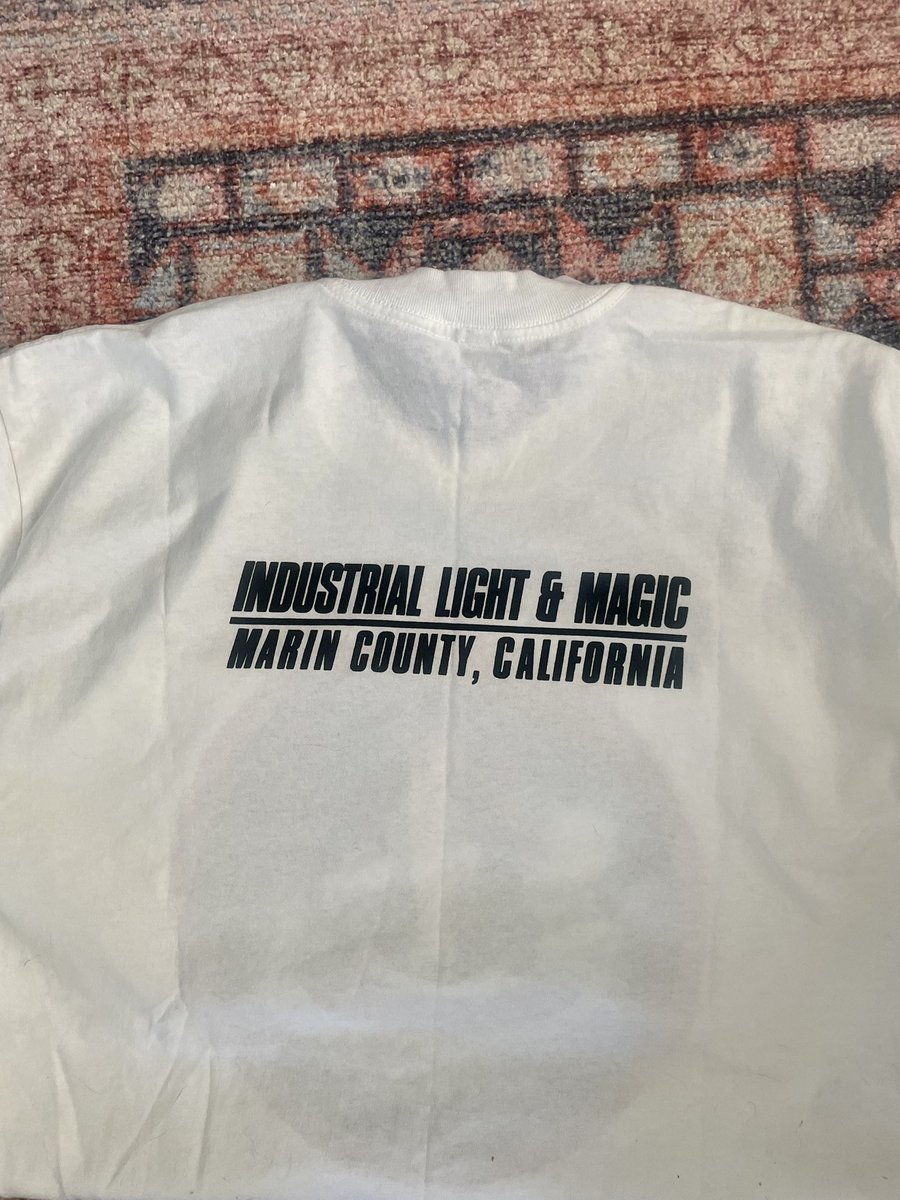 INDUSTRIAL LIGHT & MAGIC
MARIN COUNTY, CALIFORNIA